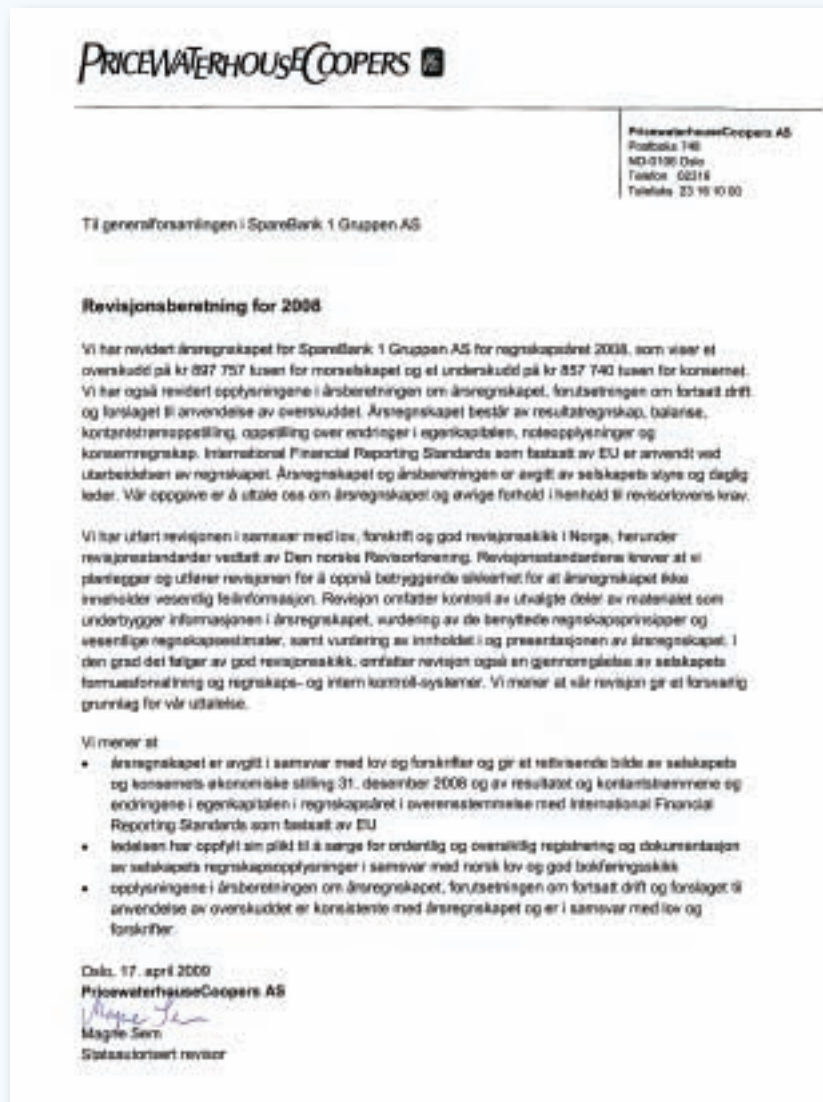 PRICEWATERHOUSECOOPERS
PricewaterhouseCoopers AS
Postboks 748
NO-0106 Oslo
Telefon 02316
Telefaks 23 16 10 00
Til generalforsamlingen i SpareBank 1 Gruppen AS
Revisjonsberetning for 2008
Vi har revidert årsregnskapet for SpareBank 1 Gruppen AS for regnskapsåret 2008, som viser et
overskudd på kr 897 757 tusen for morselskapet og et underskudd på kr 857 740 tusen for konsernet.
Vi har også revidert opplysningene i årsberetningen om årsregnskapet, forutsetningen om fortsatt drift
og forslaget til anvendelse av overskuddet. Årsregnskapet består av resultatregnskap, balanse,
kontantstrømoppstilling, oppstilling over endringer i egenkapitalen, noteopplysninger og
konsernregnskap. International Financial Reporting Standards som fastsatt av EU er anvendt ved
utarbeidelsen av regnskapet. Årsregnskapet og årsberetningen er avgitt av selskapets styre og daglig
leder. Vår oppgave er å uttale oss om årsregnskapet og øvrige forhold i henhold til revisorlovens krav.
Vi har utført revisjonen i samsvar med lov, forskrift og god revisjonsskikk i Norge, herunder
revisjonsstandarder vedtatt av Den norske Revisorforening. Revisjonsstandardene krever at vi
planlegger og utfører revisjonen for å oppnå betryggende sikkerhet for at årsregnskapet ikke
inneholder vesentlig feilinformasjon. Revisjon omfatter kontroll av utvalgte deler av materialet som
underbygger informasjonen i årsregnskapet, vurdering av de benyttede regnskapsprinsipper og
vesentlige regnskapsestimater, samt vurdering av innholdet i og presentasjonen av årsregnskapet. I
den grad det følger av god revisjonsskikk, omfatter revisjon også en gjennomgåelse av selskapets
formuesforvaltning og regnskaps- og intern kontroll-systemer. Vi mener at vår revisjon gir et forsvarlig
grunnlag for vår uttalelse.
Vi mener at
• årsregnskapet er avgitt i samsvar med lov og forskrifter og gir et rettvisende bilde av selskapets
og konsernets økonomiske stilling 31. desember 2008 og av resultatet og kontantstrømmene og
endringene i egenkapitalen i regnskapsåret i overensstemmelse med International Financial
Reporting Standards som fastsatt av EU
• ledelsen har oppfylt sin plikt til å sørge for ordentlig og oversiktlig registrering og dokumentasjon
av selskapets regnskapsopplysninger i samsvar med norsk lov og god bokføringsskikk
• opplysningene i årsberetningen om årsregnskapet, forutsetningen om fortsatt drift og forslaget til
anvendelse av overskuddet er konsistente med årsregnskapet og er i samsvar med lov og
forskrifter.
Oslo, 17. april 2009
PricewaterhouseCoopers AS
Magne Sem
Magne Sem
Statsautorisert revisor